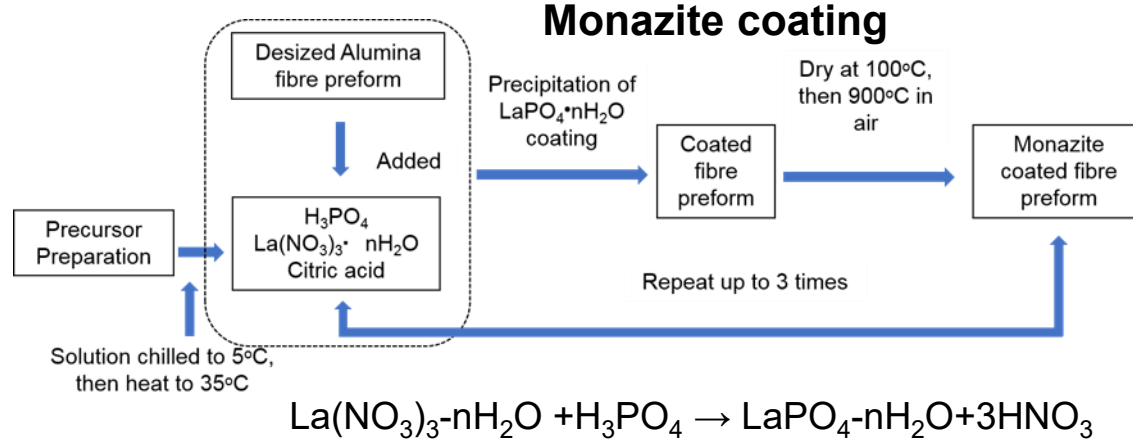 Monazite coating
Desized Alumina
fibre preform
Added
H₃PO₄
La(NO₃)₃· nH₂O
Citric acid
Precursor
Preparation
Solution chilled to 5ºC,
then heat to 35ºC
Precipitation of
LaPO₄•nH₂O
coating
Coated
fibre
preform
Dry at 100ºC,
then 900ºC in
air
Monazite
coated fibre
preform
Repeat up to 3 times
La(NO₃)₃-nH₂O +H₃PO₄ → LaPO₄-nH₂O+3HNO₃